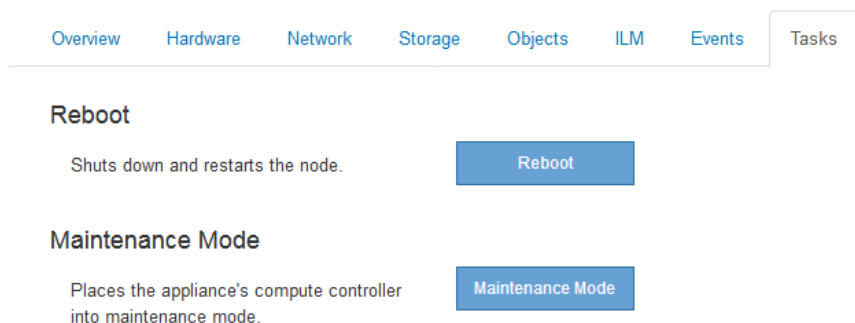 Overview Hardware Network Storage Objects ILM Events Tasks
Reboot
Shuts down and restarts the node. Reboot
Maintenance Mode
Places the appliance's compute controller Maintenance Mode
into maintenance mode.